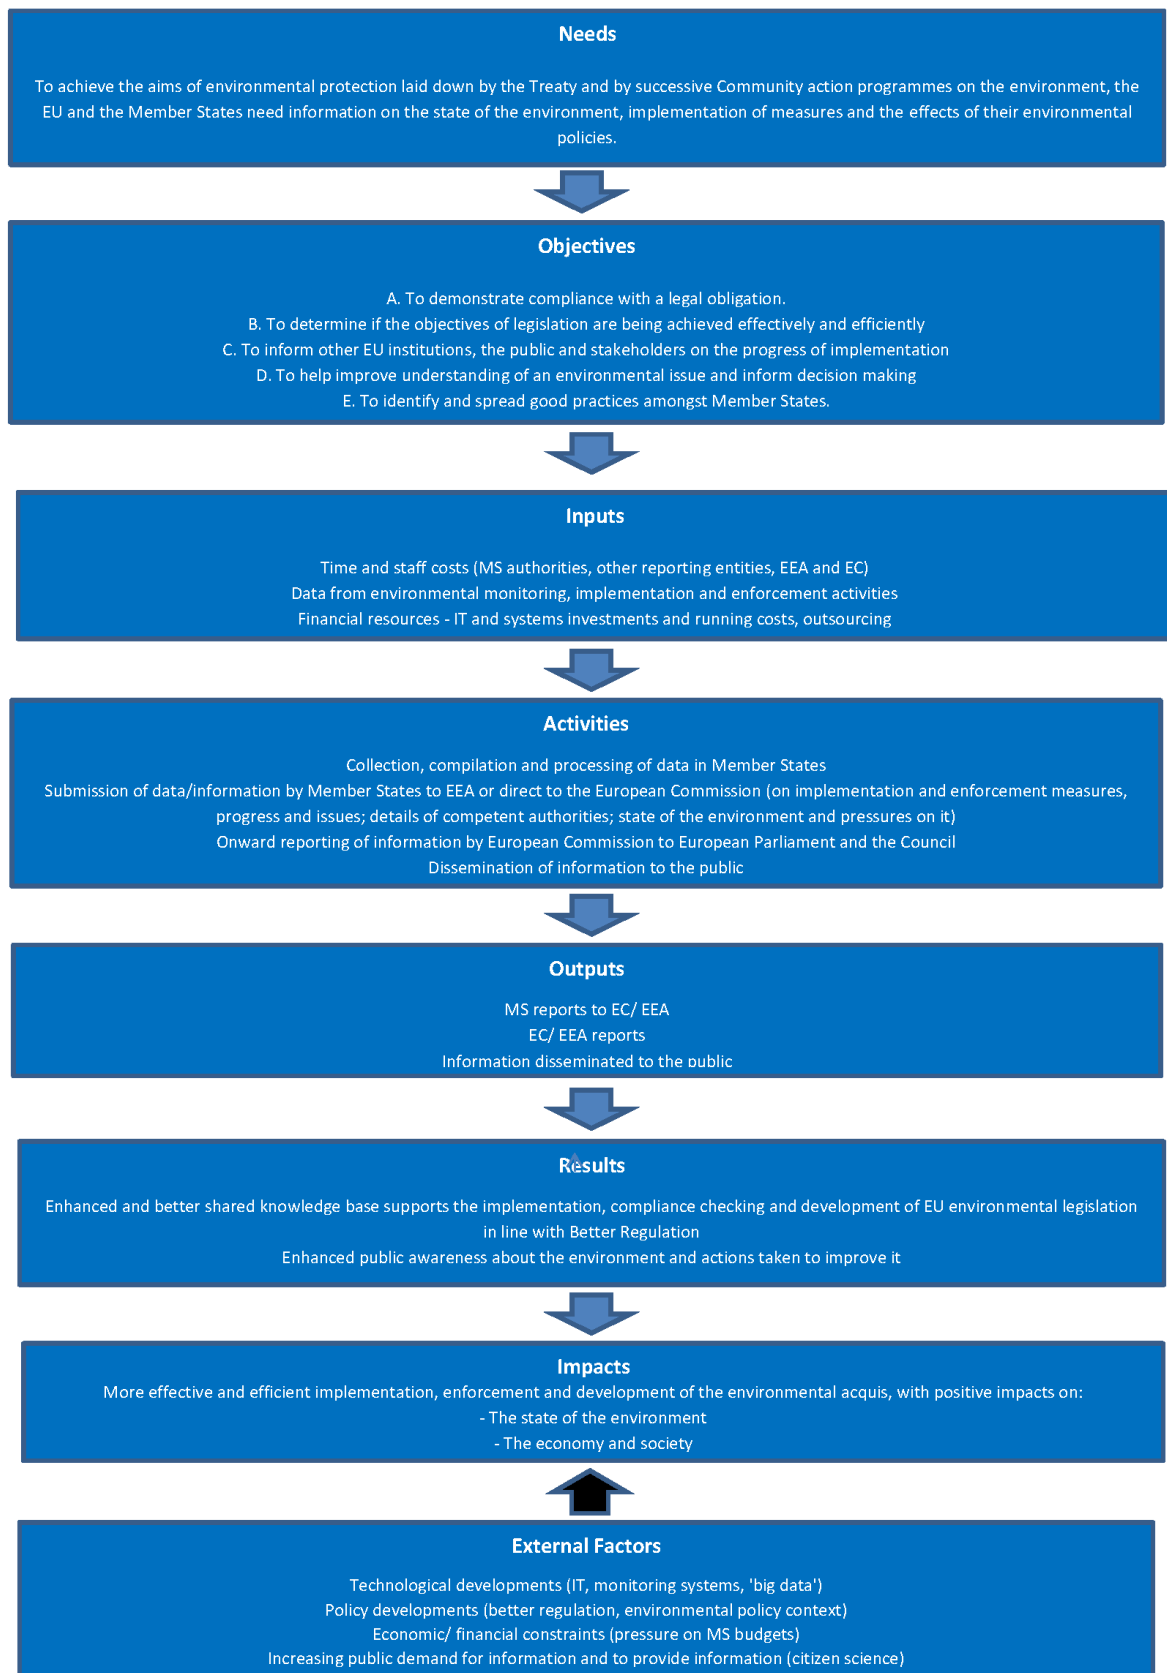 Needs
To achieve the aims of environmental protection laid down by the Treaty and by successive Community action programmes on the environment, the
EU and the Member States need information on the state of the environment, implementation of measures and the effects of their environmental
policies.
Objectives
A. To demonstrate compliance with a legal obligation.
B. To determine if the objectives of legislation are being achieved effectively and efficiently
C. To inform other EU institutions, the public and stakeholders on the progress of implementation
D. To help improve understanding of an environmental issue and inform decision making
E. To identify and spread good practices amongst Member States.
Inputs
Time and staff costs (MS authorities, other reporting entities, EEA and EC)
Data from environmental monitoring, implementation and enforcement activities
Financial resources - IT and systems investments and running costs, outsourcing
Activities
Collection, compilation and processing of data in Member States
Submission of data/information by Member States to EEA or direct to the European Commission (on implementation and enforcement measures,
progress and issues; details of competent authorities; state of the environment and pressures on it)
Onward reporting of information by European Commission to European Parliament and the Council
Dissemination of information to the public
Outputs
MS reports to EC/ EEA
EC/ EEA reports
Information disseminated to the public
Results
Enhanced and better shared knowledge base supports the implementation, compliance checking and development of EU environmental legislation
in line with Better Regulation
Enhanced public awareness about the environment and actions taken to improve it
Impacts
More effective and efficient implementation, enforcement and development of the environmental acquis, with positive impacts on:
- The state of the environment
- The economy and society
External Factors
Technological developments (IT, monitoring systems, 'big data')
Policy developments (better regulation, environmental policy context)
Economic/ financial constraints (pressure on MS budgets)
Increasing public demand for information and to provide information (citizen science)